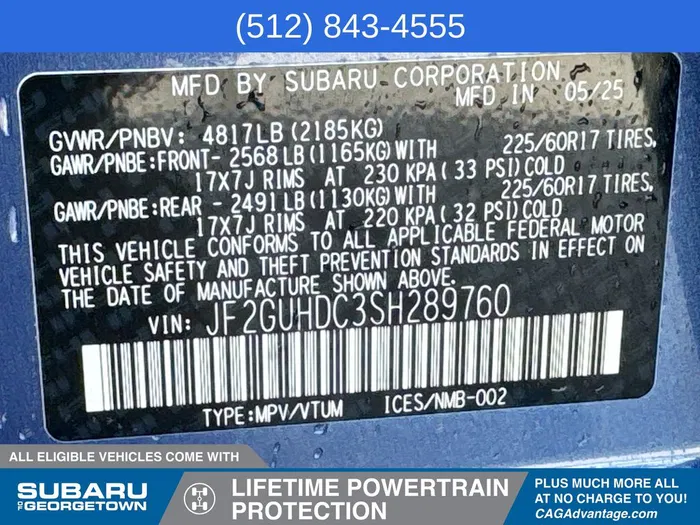 (512) 843-4555
MFD BY SUBARU CORPORATION
MFD IN 05/25
GVWR/PNBV: 4817LB (2185KG)
GAWR/PNBE:FRONT- 2568 LB (1165KG) WITH 225/60R17 TIRES,
17X7J RIMS AT 230 KPA (33 PSI) COLD
GAWR/PNBE:REAR - 2491 LB (1130KG) WITH 225/60R17 TIRES,
17X7J RIMS AT 220 KPA (32 PSI) COLD
THIS VEHICLE CONFORMS TO ALL APPLICABLE FEDERAL MOTOR
VEHICLE SAFETY AND THEFT PREVENTION STANDARDS IN EFFECT ON
THE DATE OF MANUFACTURE SHOWN ABOVE.
VIN: JF2GUHDC3SH289760
TYPE:MPV/VTUM ICES/NMB-002
ALL ELIGIBLE VEHICLES COME WITH
SUBARU
OF GEORGETOWN
LIFETIME POWERTRAIN
PROTECTION
PLUS MUCH MORE ALL
AT NO CHARGE TO YOU!
CAGAdvantage.com